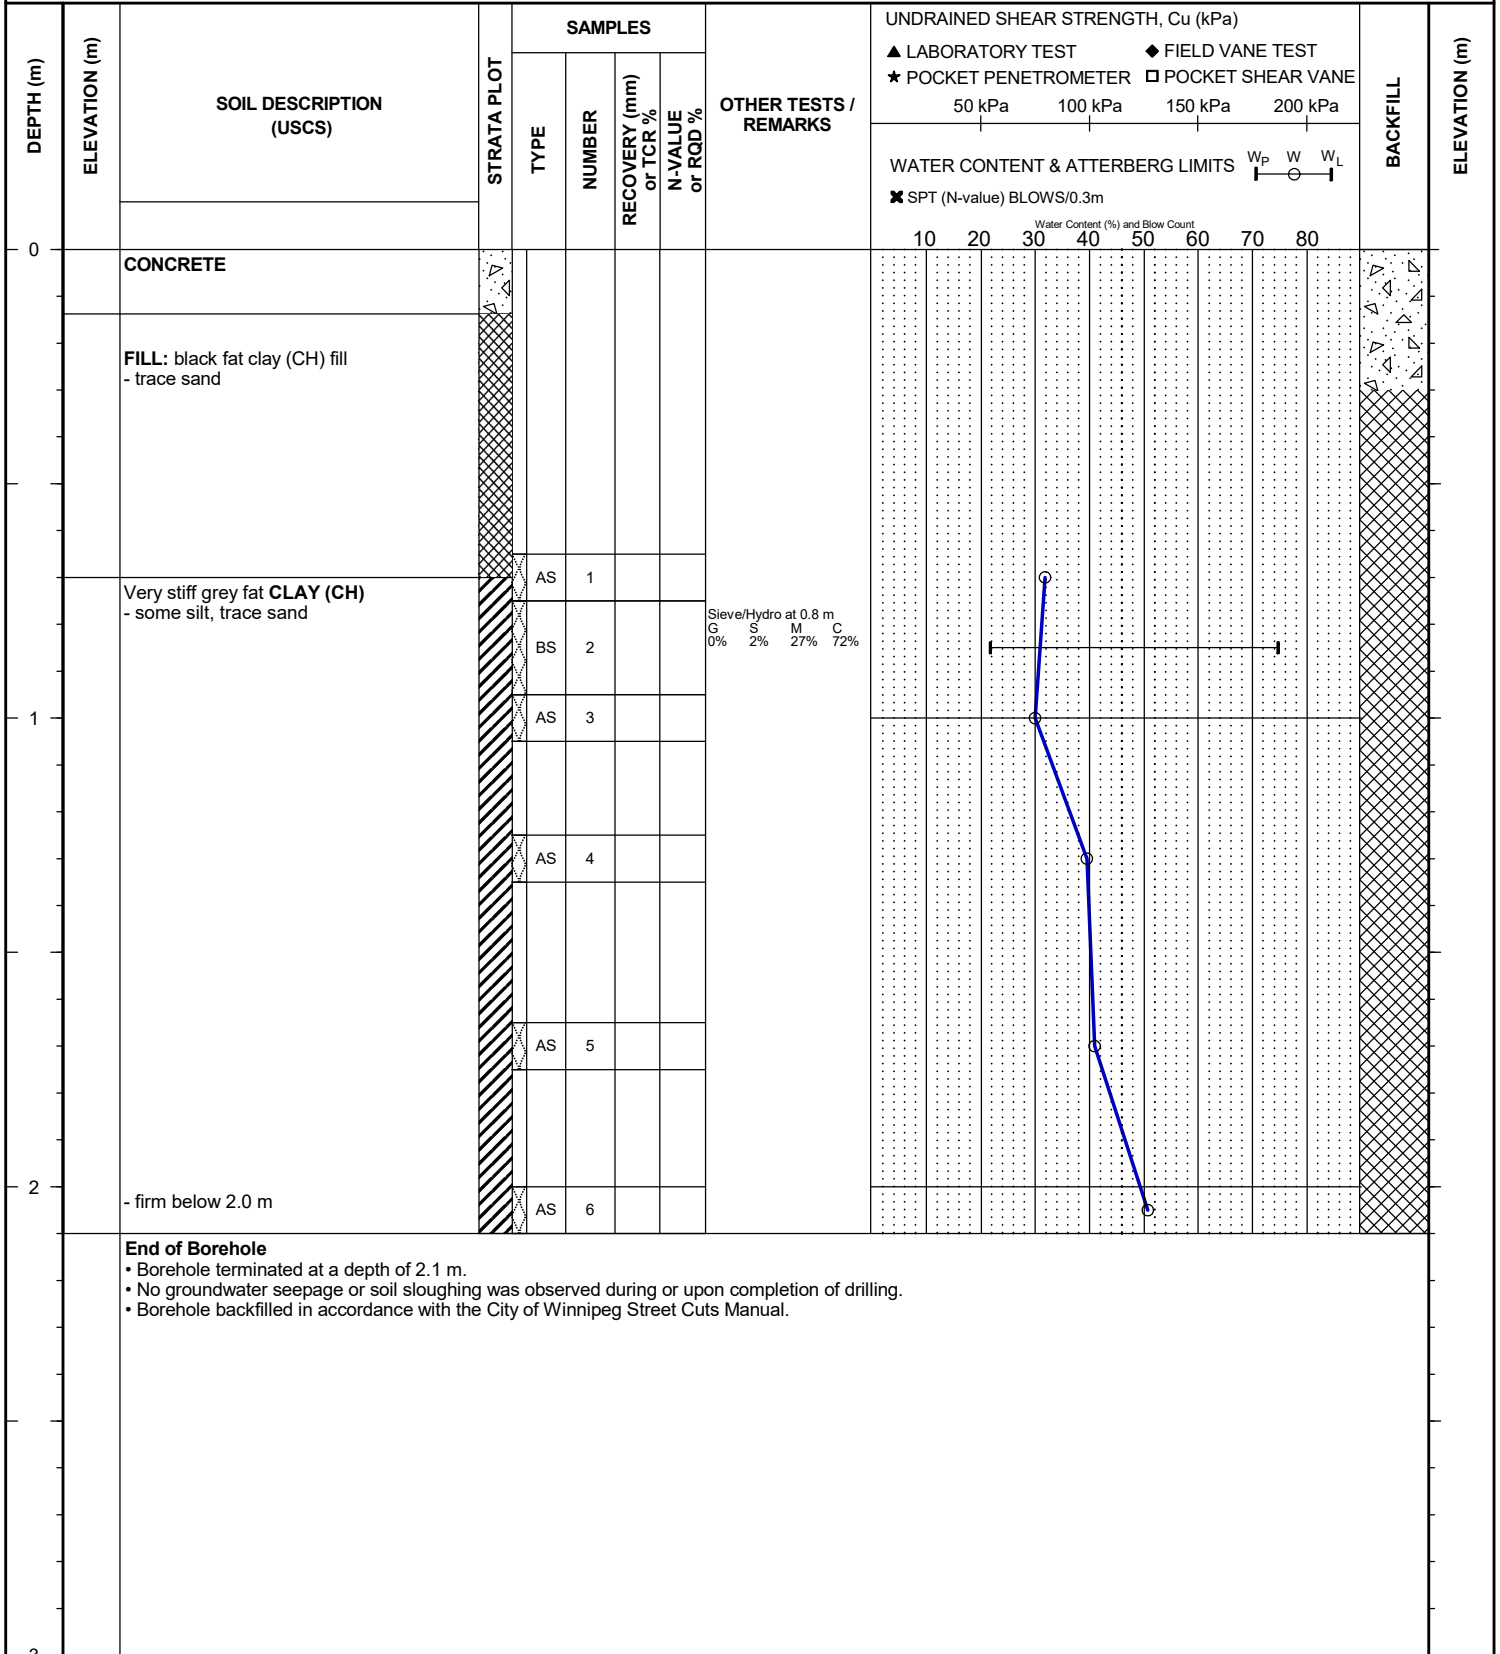 DEPTH (m)
ELEVATION (m)
SOIL DESCRIPTION
(USCS)
STRATA PLOT
SAMPLES
TYPE
NUMBER
RECOVERY (mm)
or TCR %
N-VALUE
or RQD %
OTHER TESTS /
REMARKS
UNDRAINED SHEAR STRENGTH, Cu (kPa)
▲ LABORATORY TEST ◆ FIELD VANE TEST
★ POCKET PENETROMETER □ POCKET SHEAR VANE
50 kPa 100 kPa 150 kPa 200 kPa
WATER CONTENT & ATTERBERG LIMITS WP W WL
✖ SPT (N-value) BLOWS/0.3m
Water Content (%) and Blow Count
10 20 30 40 50 60 70 80
BACKFILL
ELEVATION (m)
0
CONCRETE
FILL: black fat clay (CH) fill
- trace sand
AS 1
Very stiff grey fat CLAY (CH)
- some silt, trace sand
Sieve/Hydro at 0.8 m
G S M C
0% 2% 27% 72%
BS 2
1
AS 3
AS 4
AS 5
2
- firm below 2.0 m
AS 6
End of Borehole
• Borehole terminated at a depth of 2.1 m.
• No groundwater seepage or soil sloughing was observed during or upon completion of drilling.
• Borehole backfilled in accordance with the City of Winnipeg Street Cuts Manual.